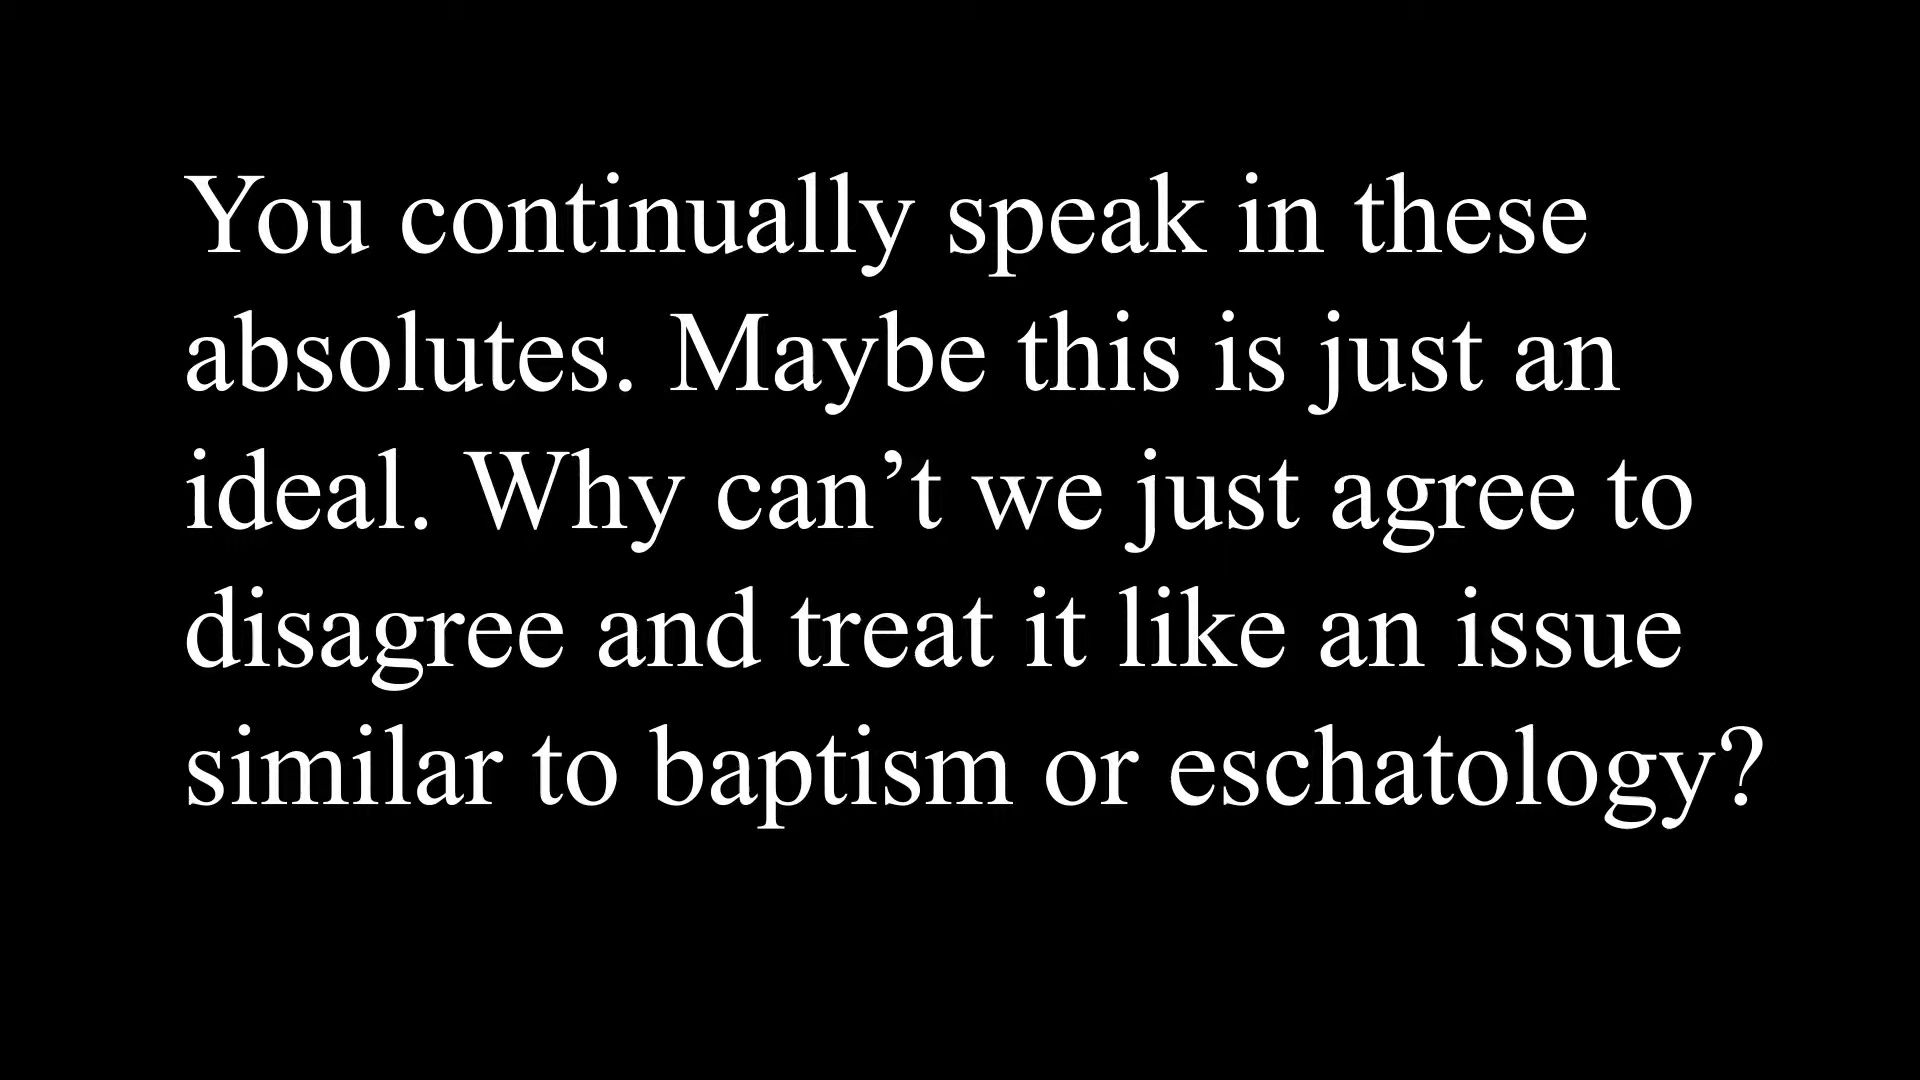 You continually speak in these
absolutes. Maybe this is just an
ideal. Why can’t we just agree to
disagree and treat it like an issue
similar to baptism or eschatology?